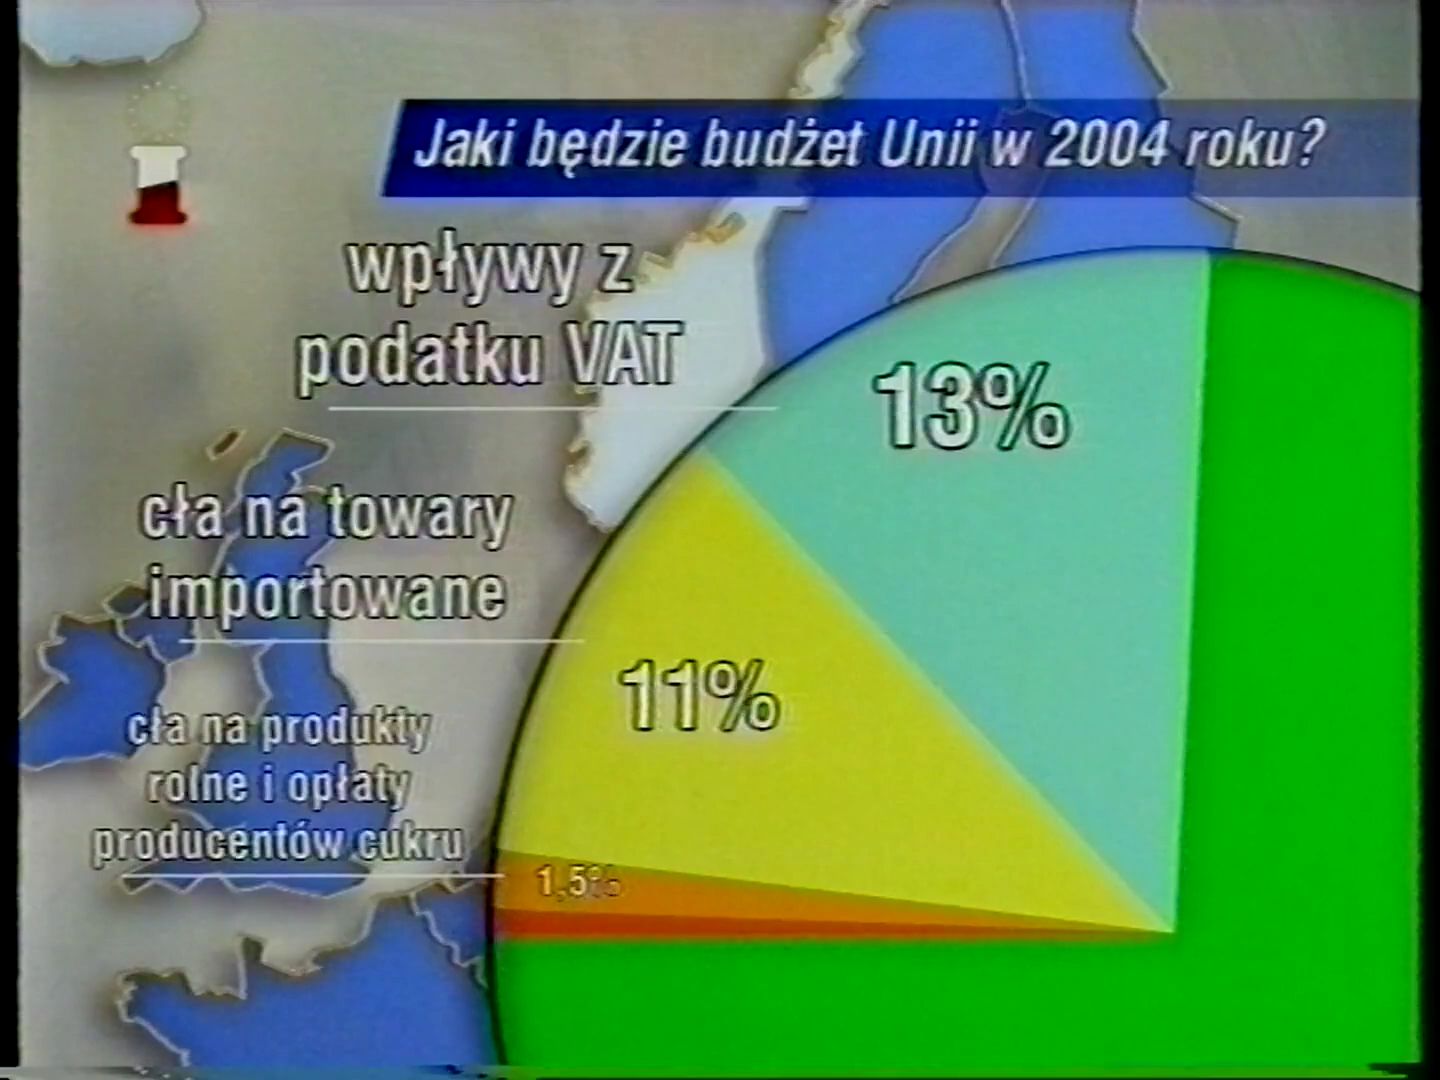 Jaki będzie budżet Unii w 2004 roku?
wpływy z
podatku VAT
13%
cła na towary
importowane
11%
cła na produkty
rolne i opłaty
producentów cukru
1,5%